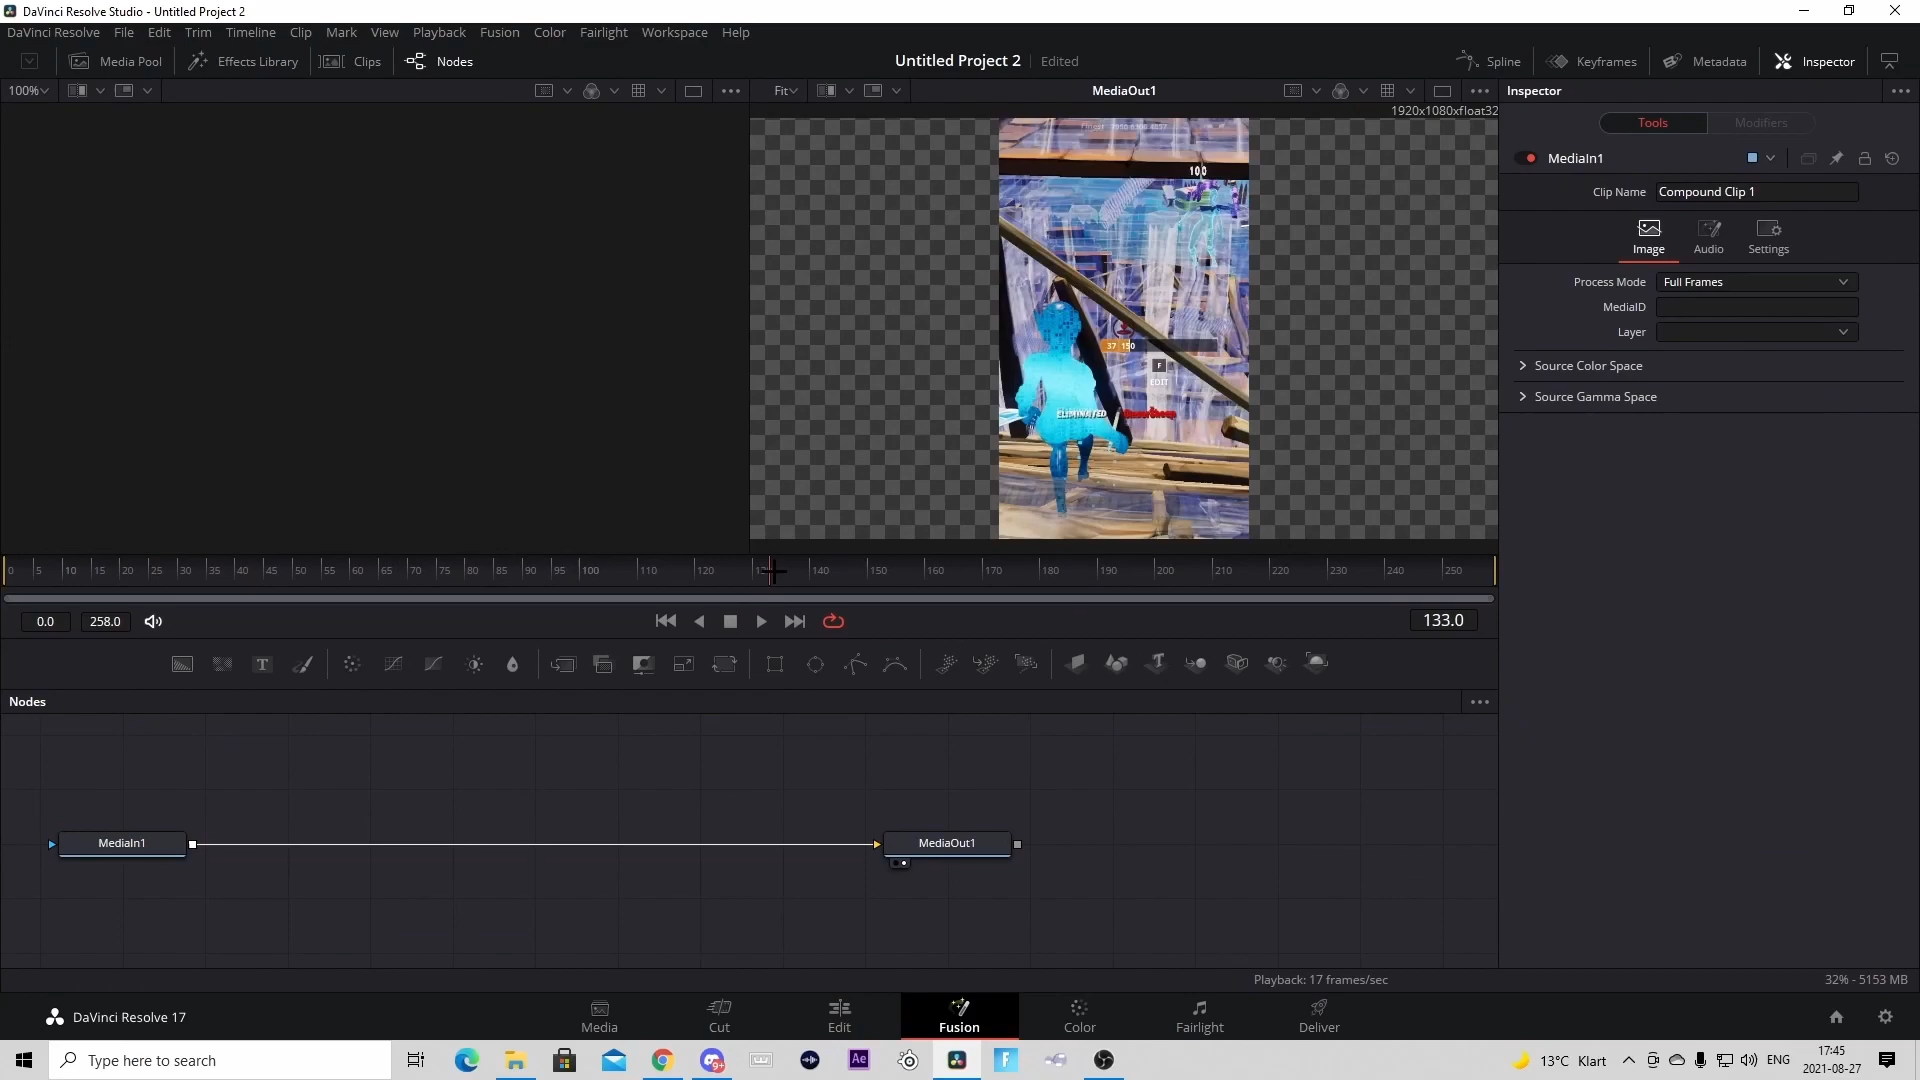 DaVinci Resolve Studio - Untitled Project 2
DaVinci Resolve File Edit Trim Timeline Clip Mark View Playback Fusion Color Fairlight Workspace Help
Media Pool Effects Library Clips Nodes Untitled Project 2 Edited Spline Keyframes Metadata Inspector
100% Fit MediaOut1 Inspector
1920x1080xfloat32
Tools Modifiers
MediaIn1
Clip Name Compound Clip 1
Image Audio Settings
Process Mode Full Frames
MediaID
Layer
Source Color Space
Source Gamma Space
100
37 150
F
EDIT
ELIMINATED
0 5 10 15 20 25 30 35 40 45 50 55 60 65 70 75 80 85 90 95 100 110 120 140 150 160 170 180 190 200 210 220 230 240 250
0.0 258.0 133.0
Nodes
MediaIn1 MediaOut1
Playback: 17 frames/sec 32% - 5153 MB
DaVinci Resolve 17 Media Cut Edit Fusion Color Fairlight Deliver
Type here to search 9+ Ae F 13°C Klart ENG 17:45
2021-08-27